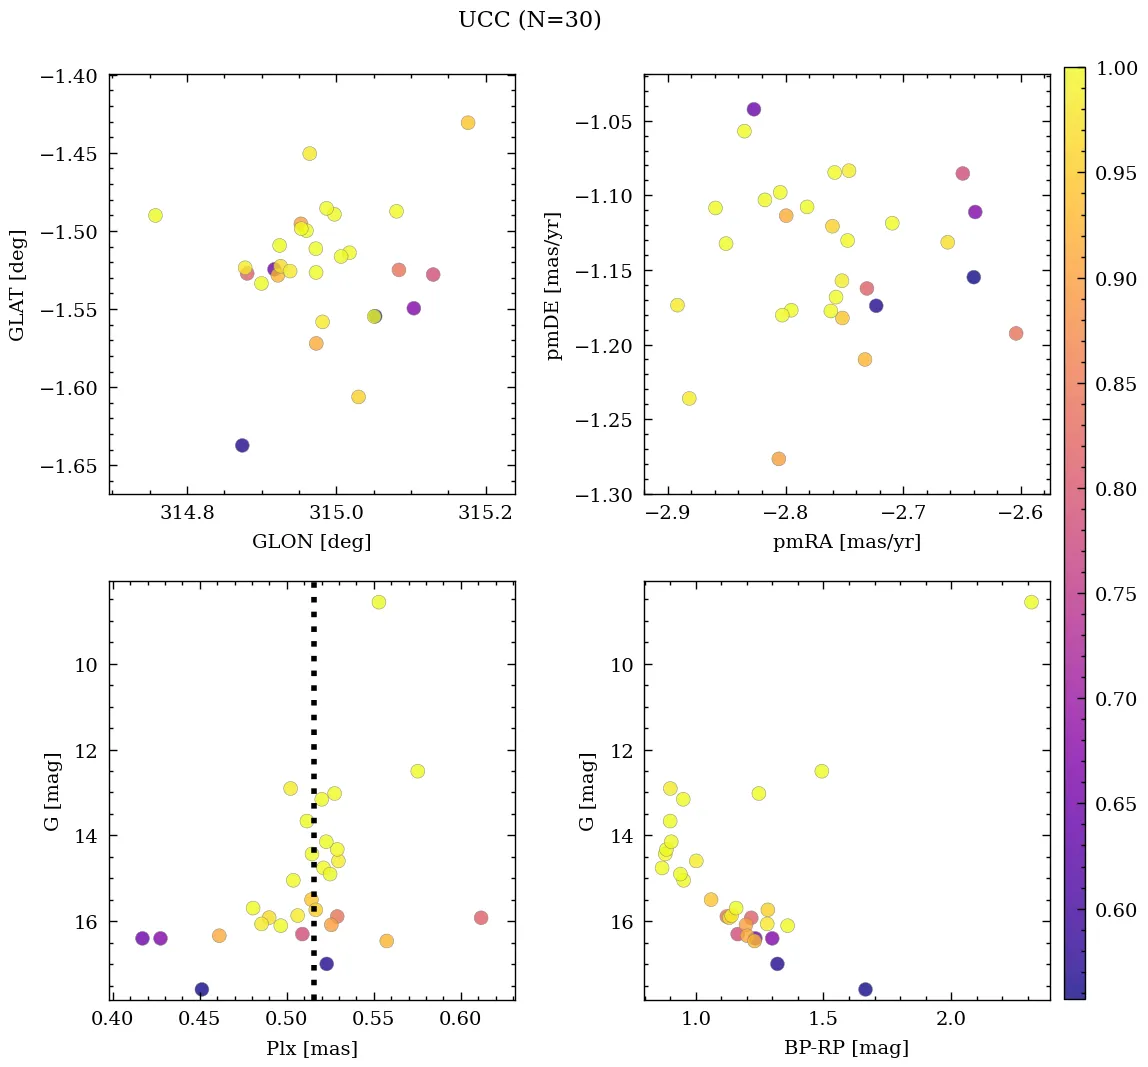 UCC (N=30)
−1.40
−1.45
−1.50
−1.55
−1.60
−1.65
GLAT [deg]
314.8 315.0 315.2
GLON [deg]
−1.05
−1.10
−1.15
−1.20
−1.25
−1.30
pmDE [mas/yr]
−2.9 −2.8 −2.7 −2.6
pmRA [mas/yr]
10
12
14
16
G [mag]
0.40 0.45 0.50 0.55 0.60
Plx [mas]
10
12
14
16
G [mag]
1.0 1.5 2.0
BP-RP [mag]
1.00
0.95
0.90
0.85
0.80
0.75
0.70
0.65
0.60